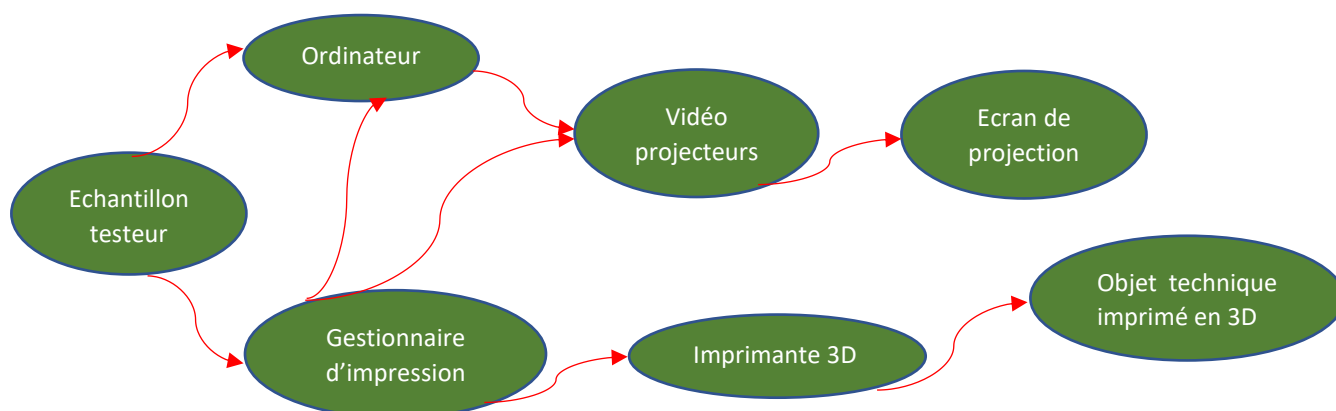 Ordinateur
Vidéo
projecteurs
Ecran de
projection
Echantillon
testeur
Objet technique
imprimé en 3D
Gestionnaire
d’impression
Imprimante 3D